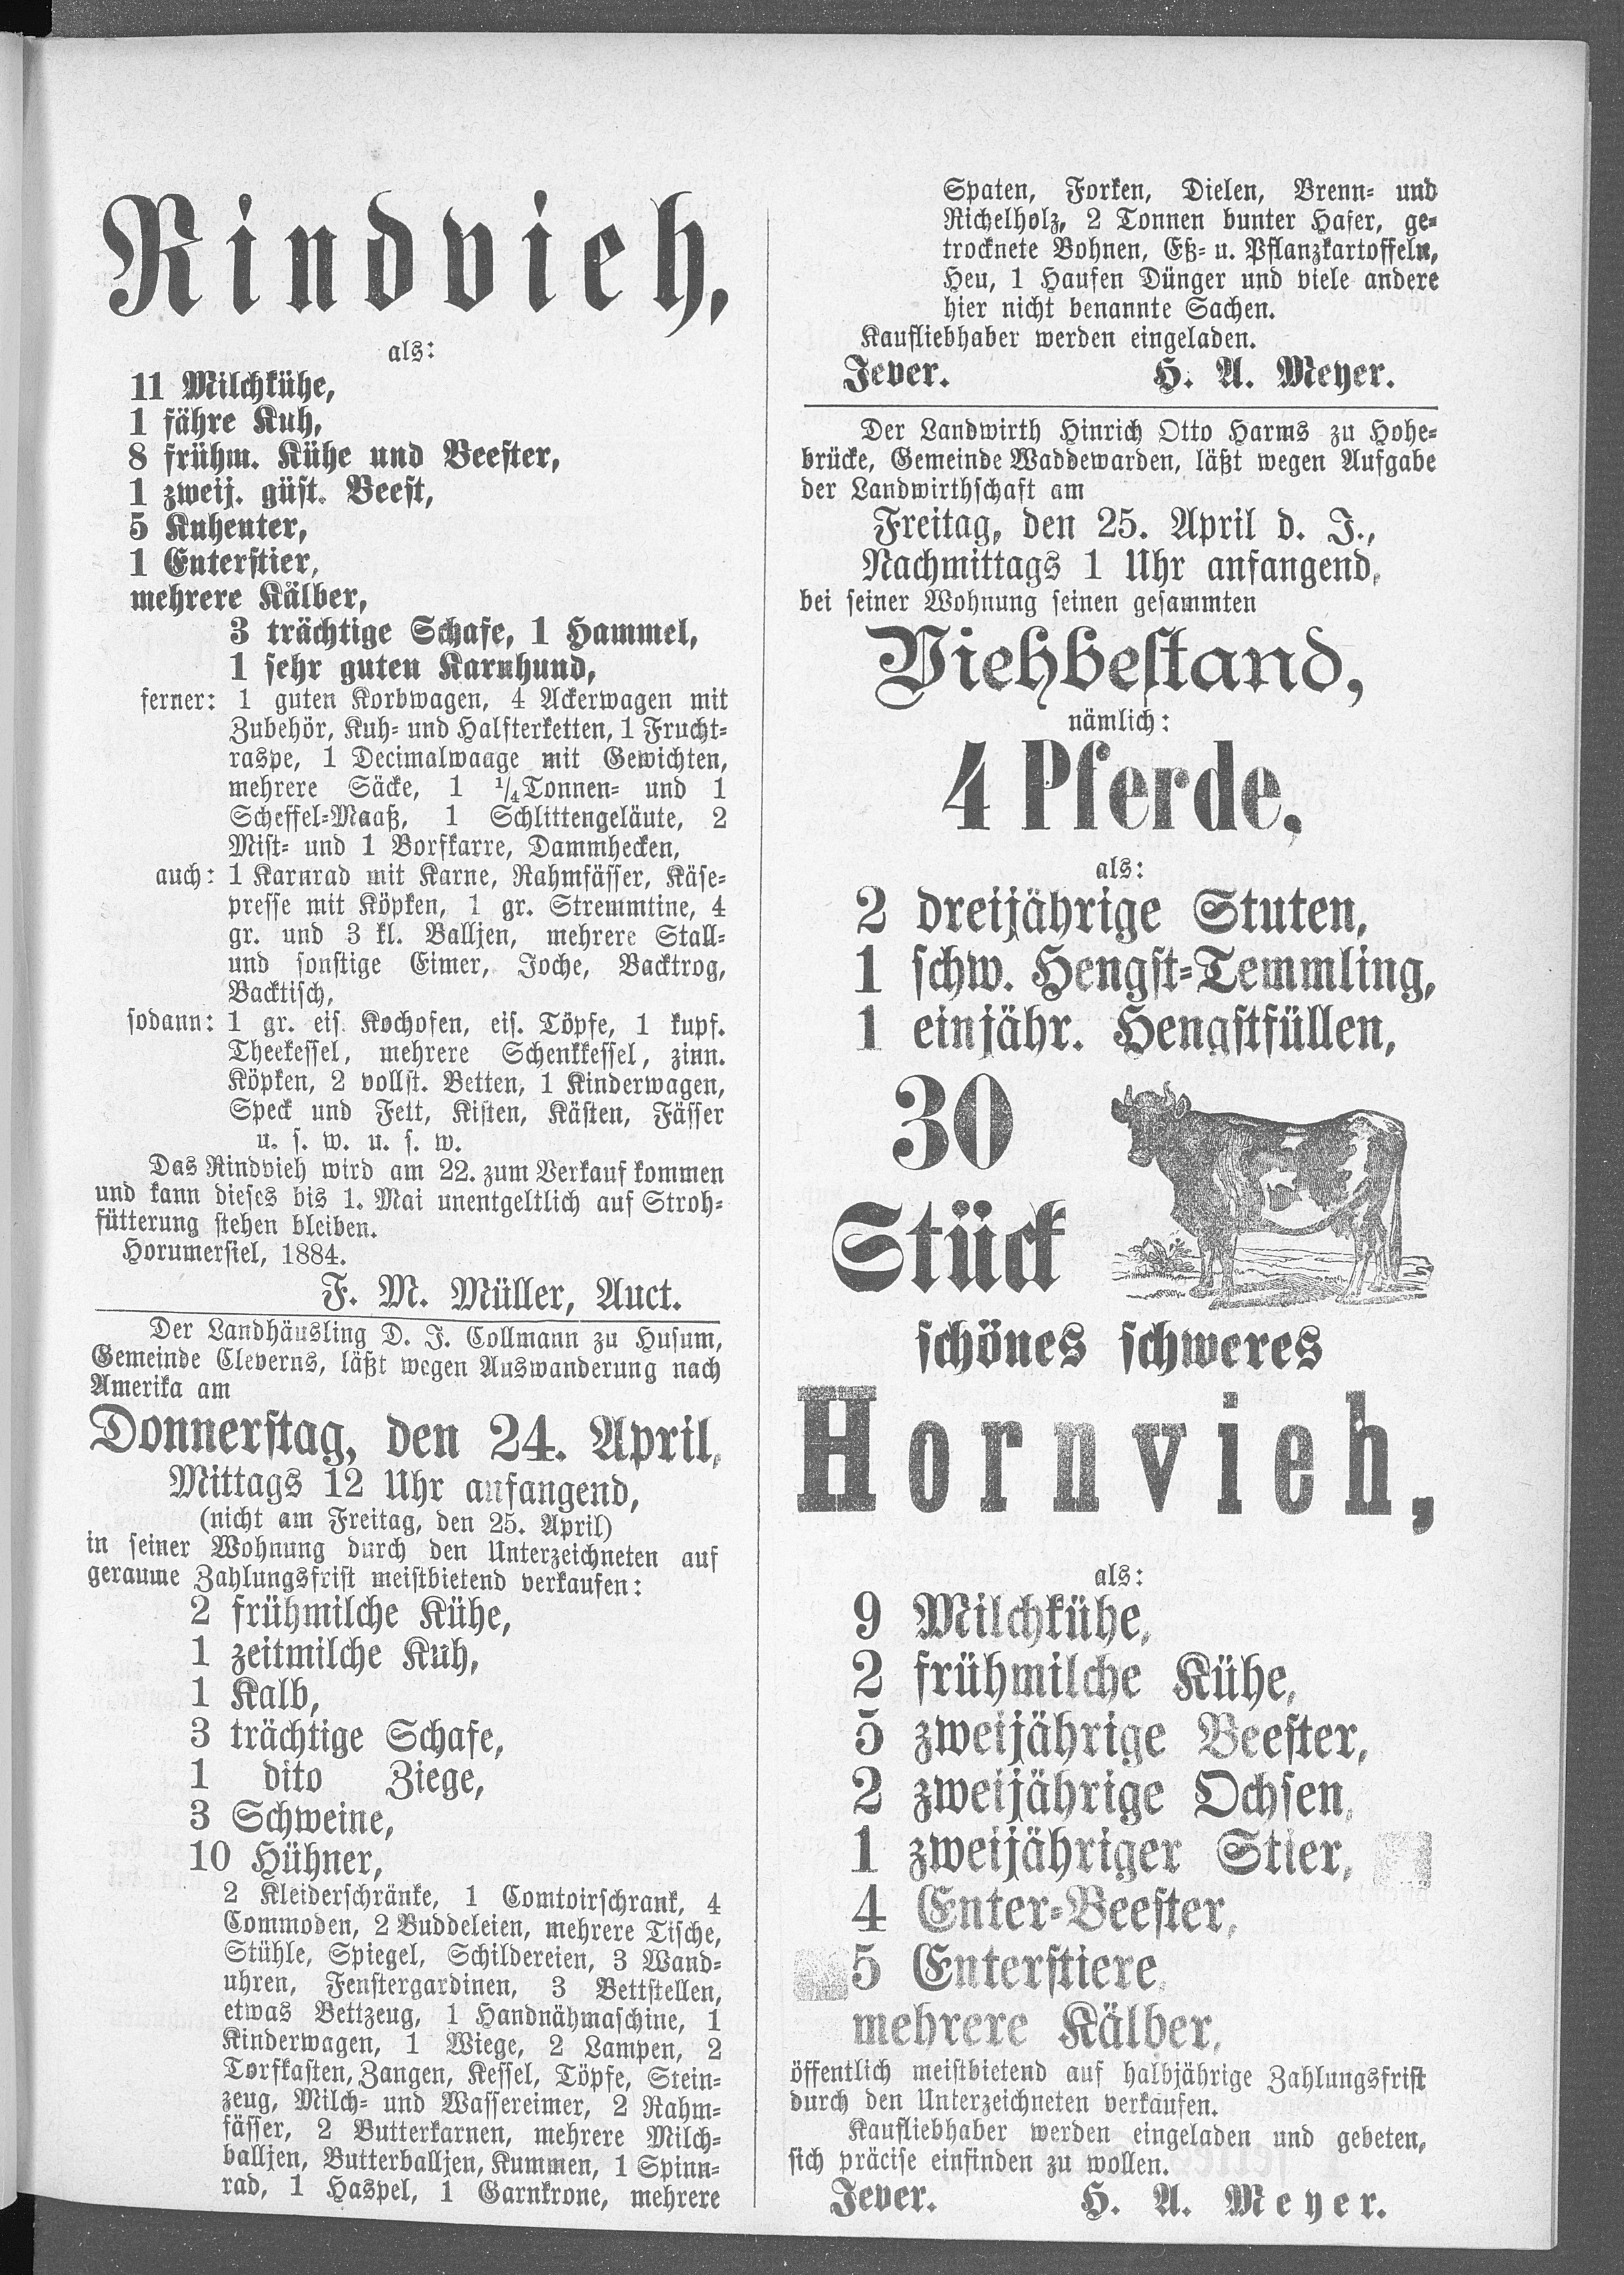 Rindvieh,
als:
11 Milchkühe,
1 fähre Kuh,
8 frühm. Kühe und Beester,
1 zweij. güst. Beest,
5 Kuhenter,
1 Enterstier,
mehrere Kälber,
3 trächtige Schafe, 1 Hammel,
1 sehr guten Karnhund,
ferner: 1 guten Korbwagen, 4 Ackerwagen mit
Zubehör, Kuh- und Halfterketten, 1 Frucht-
raspe, 1 Decimalwaage mit Gewichten,
mehrere Säcke, 1 1/4 Tonnen- und 1
Scheffel-Maaß, 1 Schlittengeläute, 2
Mist- und 1 Borfkarre, Dammhecken,
auch: 1 Karnrad mit Karne, Rahmfässer, Käse-
presse mit Köpken, 1 gr. Stremmtine, 4
gr. und 3 kl. Balljen, mehrere Stall-
und sonstige Eimer, Joche, Backtrog,
Backtisch,
sodann: 1 gr. eis. Kochofen, eis. Töpfe, 1 kupf.
Theekessel, mehrere Schenkkessel, zinn.
Köpken, 2 vollst. Betten, 1 Kinderwagen,
Speck und Fett, Kisten, Kästen, Fässer
u. s. w. u. s. w.
Das Rindvieh wird am 22. zum Verkauf kommen
und kann dieses bis 1. Mai unentgeltlich auf Stroh-
fütterung stehen bleiben.
Horumersiel, 1884.
F. M. Müller, Auct.
Der Landhäusling D. J. Collmann zu Husum,
Gemeinde Cleverns, läßt wegen Auswanderung nach
Amerika am
Donnerstag, den 24. April,
Mittags 12 Uhr anfangend,
(nicht am Freitag, den 25. April)
in seiner Wohnung durch den Unterzeichneten auf
geraume Zahlungsfrist meistbietend verkaufen:
2 frühmilche Kühe,
1 zeitmilche Kuh,
1 Kalb,
3 trächtige Schafe,
1 dito Ziege,
3 Schweine,
10 Hühner,
2 Kleiderschränke, 1 Comtoirschrank, 4
Commoden, 2 Buddeleien, mehrere Tische,
Stühle, Spiegel, Schildereien, 3 Wand-
uhren, Fenstergardinen, 3 Bettstellen,
etwas Bettzeug, 1 Handnähmaschine, 1
Kinderwagen, 1 Wiege, 2 Lampen, 2
Torfkasten, Zangen, Kessel, Töpfe, Stein-
zeug, Milch- und Wassereimer, 2 Rahm-
fässer, 2 Butterkarnen, mehrere Milch-
balljen, Butterballjen, Kummen, 1 Spinn-
rad, 1 Haspel, 1 Garnkrone, mehrere
Spaten, Forken, Dielen, Brenn- und
Richelholz, 2 Tonnen bunter Hafer, ge-
trocknete Bohnen, Eß- u. Pflanzkartoffeln,
Heu, 1 Haufen Dünger und viele andere
hier nicht benannte Sachen.
Kaufliebhaber werden eingeladen.
Jever. H. A. Meyer.
Der Landwirth Hinrich Otto Harms zu Hohe-
brücke, Gemeinde Waddewarden, läßt wegen Aufgabe
der Landwirthschaft am
Freitag, den 25. April d. J.,
Nachmittags 1 Uhr anfangend,
bei seiner Wohnung seinen gesammten
Viehbestand,
nämlich:
4 Pferde,
als:
2 dreijährige Stuten,
1 schw. Hengst-Temmling,
1 einjähr. Hengstfüllen,
30
Stück
schönes schweres
Hornvieh,
als:
9 Milchkühe,
2 frühmilche Kühe,
5 zweijährige Beester,
2 zweijährige Ochsen,
1 zweijähriger Stier,
4 Enter-Beester,
5 Enterstiere,
mehrere Kälber,
öffentlich meistbietend auf halbjährige Zahlungsfrist
durch den Unterzeichneten verkaufen.
Kaufliebhaber werden eingeladen und gebeten,
sich präcise einfinden zu wollen.
Jever. H. A. Meyer.